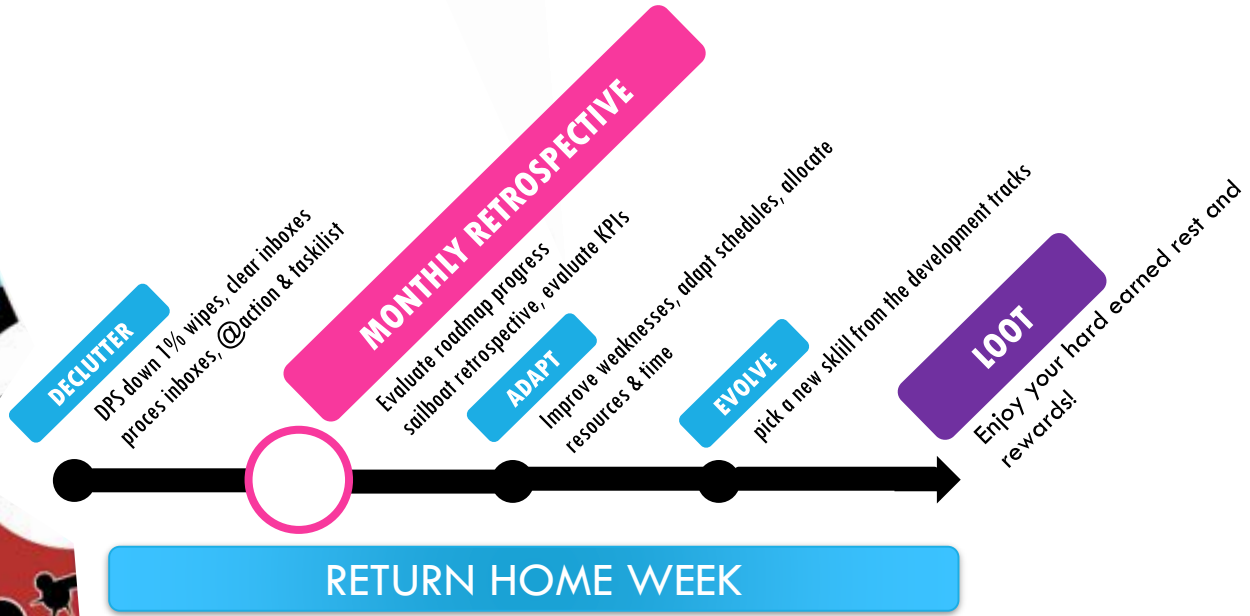 DECLUTTER
DPS down 1% wipes, clear inboxes
proces inboxes, @action & taskilist
MONTHLY RETROSPECTIVE
Evaluate roadmap progress
sailboat retrospective, evaluate KPIs
ADAPT
Improve weaknesses, adapt schedules, allocate
resources & time
EVOLVE
pick a new sklill from the development tracks
LOOT
Enjoy your hard earned rest and
rewards!
RETURN HOME WEEK